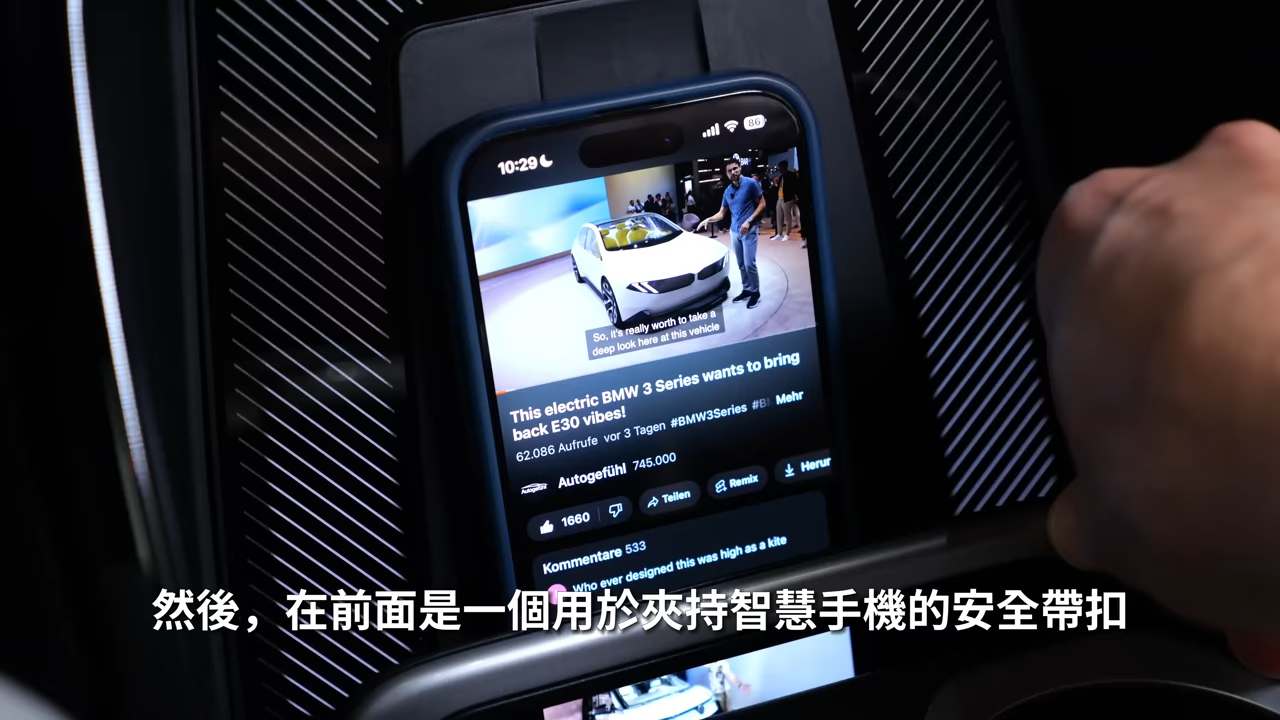 10:29
86
So, it's really worth to take a
deep look here at this vehicle
This electric BMW 3 Series wants to bring
back E30 vibes!
62.086 Aufrufe vor 3 Tagen #BMW3Series #B Mehr
Autogefühl
Autogefühl 745.000
1660
Teilen
Remix
Herun
Kommentare 533
Who ever designed this was high as a kite
然後，在前面是一個用於夾持智慧手機的安全帶扣